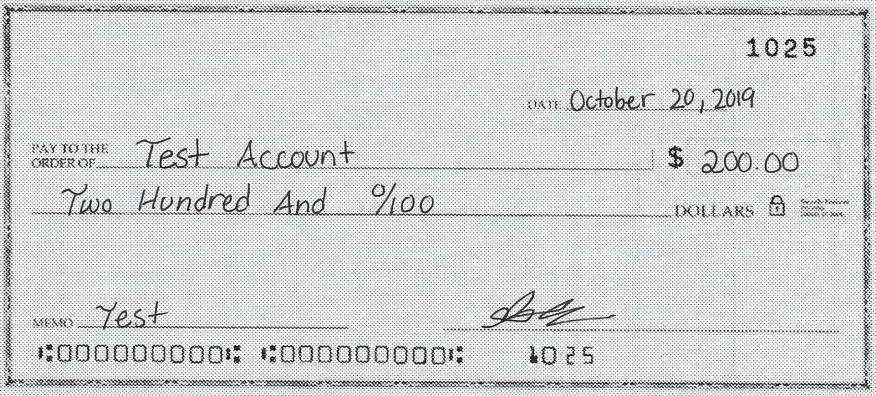 1025
DATE October 20, 2019
PAY TO THE ORDER OF Test Account $ 200.00
Two Hundred And 0/100 DOLLARS
MEMO Test
⑆000000000⑆ ⑆000000000⑆ 1025